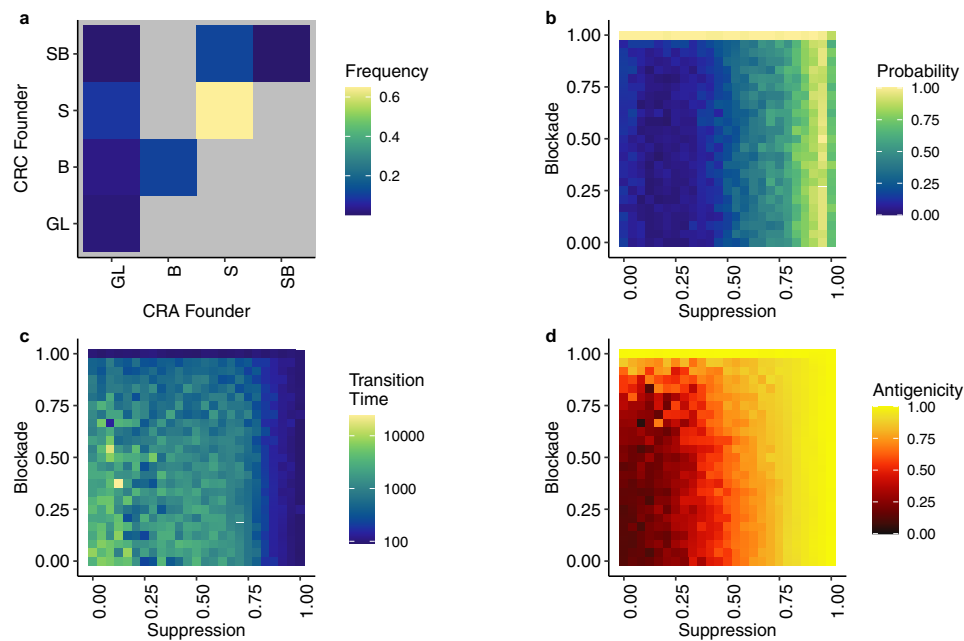 a
CRC Founder
SB
S
B
GL
GL
B
S
SB
CRA Founder
Frequency
0.6
0.4
0.2
b
Blockade
1.00
0.75
0.50
0.25
0.00
0.00
0.25
0.50
0.75
1.00
Suppression
Probability
1.00
0.75
0.50
0.25
0.00
c
Blockade
1.00
0.75
0.50
0.25
0.00
0.00
0.25
0.50
0.75
1.00
Suppression
Transition
Time
10000
1000
100
d
Blockade
1.00
0.75
0.50
0.25
0.00
0.00
0.25
0.50
0.75
1.00
Suppression
Antigenicity
1.00
0.75
0.50
0.25
0.00